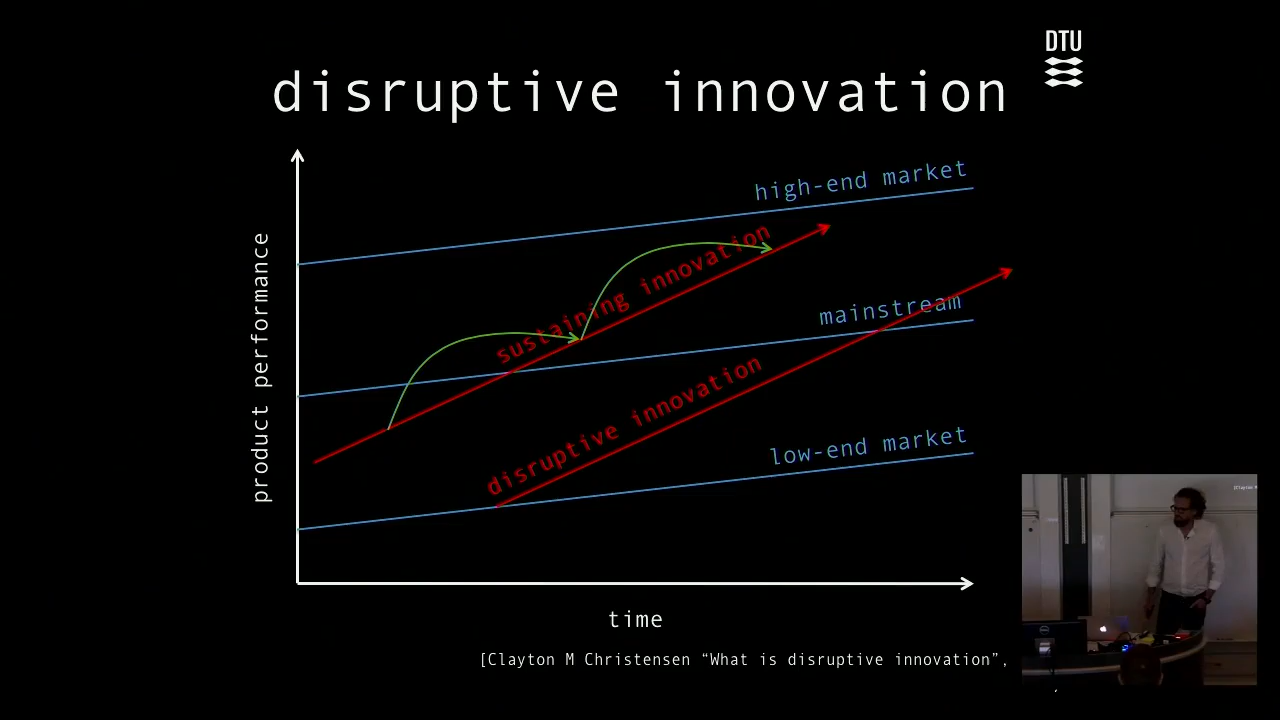 DTU
disruptive innovation
high-end market
sustaining innovation
mainstream
product performance
disruptive innovation
low-end market
time
[Clayton M Christensen “What is disruptive innovation”,
[Clayton M